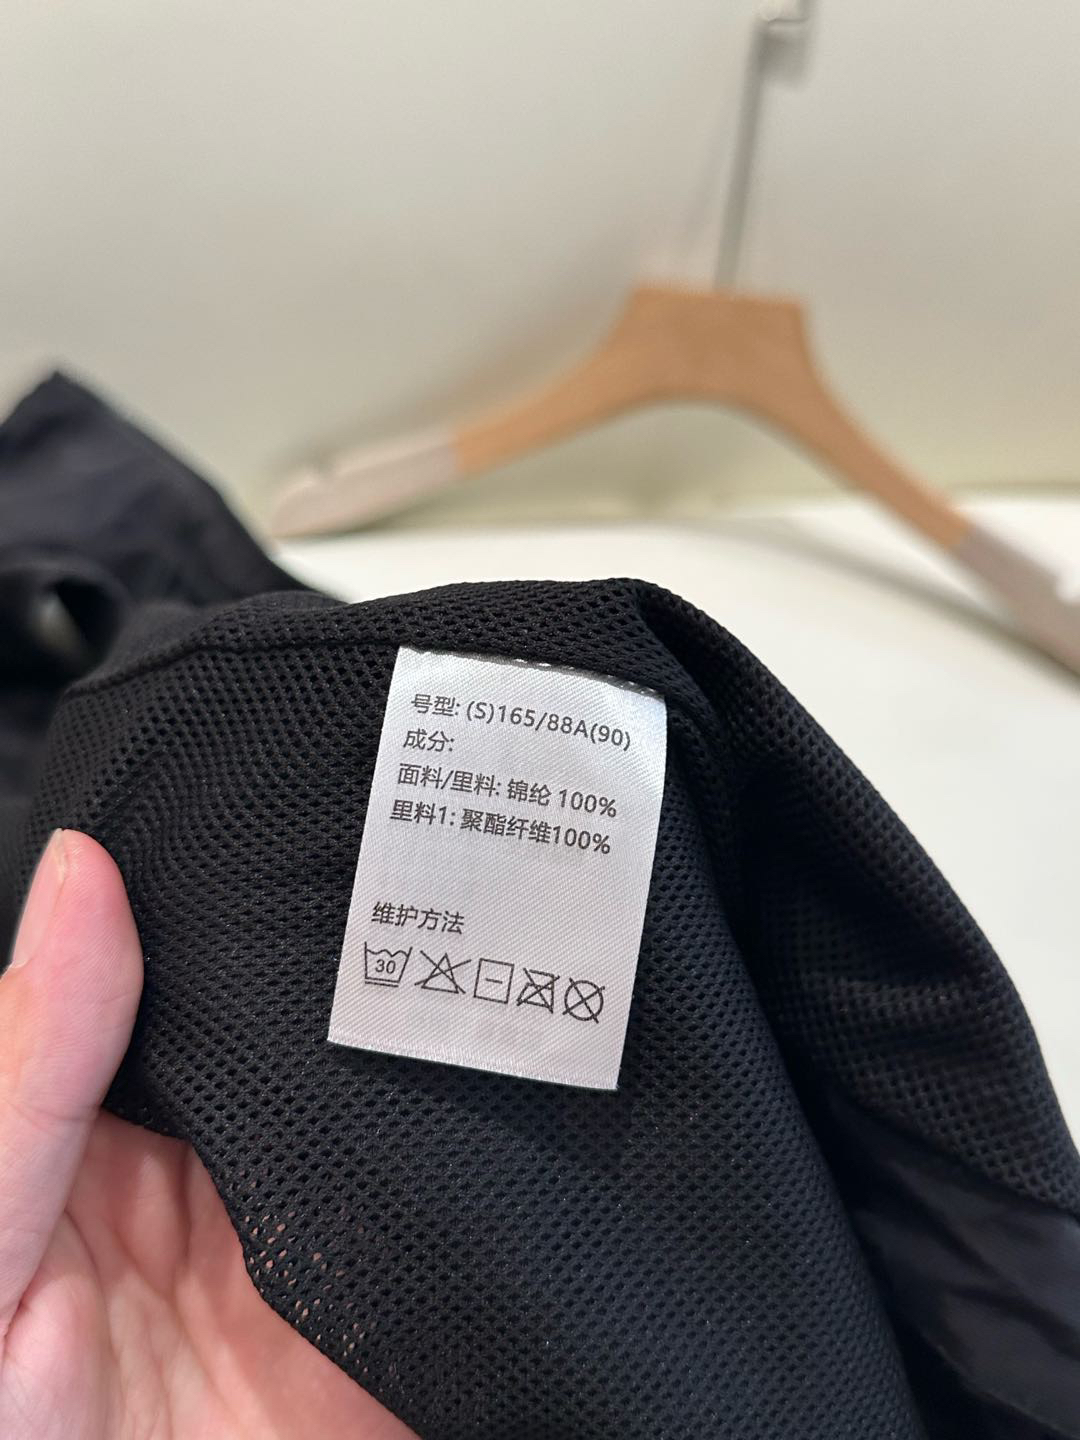 号型: (S)165/88A(90)
成分:
面料/里料: 锦纶 100%
里料1: 聚酯纤维100%
维护方法
30